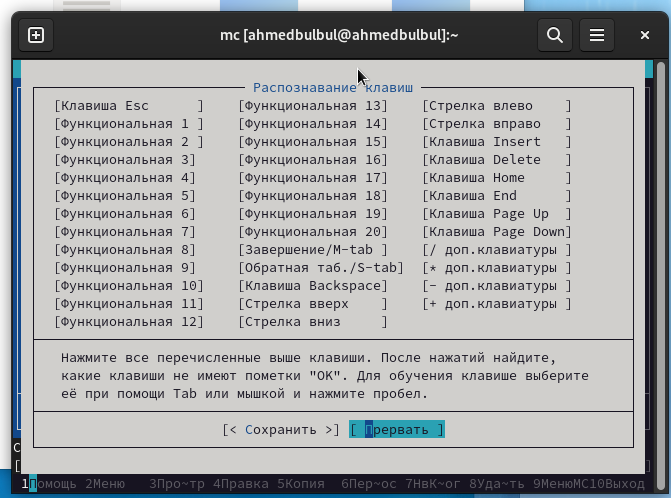 mc [ahmedbulbul@ahmedbulbul]:~
Распознавание клавиш
[Клавиша Esc      ] [Функциональная 13] [Стрелка влево    ]
[Функциональная 1 ] [Функциональная 14] [Стрелка вправо   ]
[Функциональная 2 ] [Функциональная 15] [Клавиша Insert   ]
[Функциональная 3] [Функциональная 16] [Клавиша Delete   ]
[Функциональная 4] [Функциональная 17] [Клавиша Home     ]
[Функциональная 5] [Функциональная 18] [Клавиша End      ]
[Функциональная 6] [Функциональная 19] [Клавиша Page Up  ]
[Функциональная 7] [Функциональная 20] [Клавиша Page Down]
[Функциональная 8] [Завершение/M-tab ] [/ доп.клавиатуры ]
[Функциональная 9] [Обратная таб./S-tab] [* доп.клавиатуры ]
[Функциональная 10] [Клавиша Backspace] [- доп.клавиатуры ]
[Функциональная 11] [Стрелка вверх    ] [+ доп.клавиатуры ]
[Функциональная 12] [Стрелка вниз     ]
Нажмите все перечисленные выше клавиши. После нажатий найдите,
какие клавиши не имеют пометки "OK". Для обучения клавише выберите
её при помощи Tab или мышкой и нажмите пробел.
[< Сохранить >] [ Прервать ]
С
[
1Помощь 2Меню 3Про~тр 4Правка 5Копия 6Пер~ос 7НвК~ог 8Уда~ть 9МенюMC10Выход